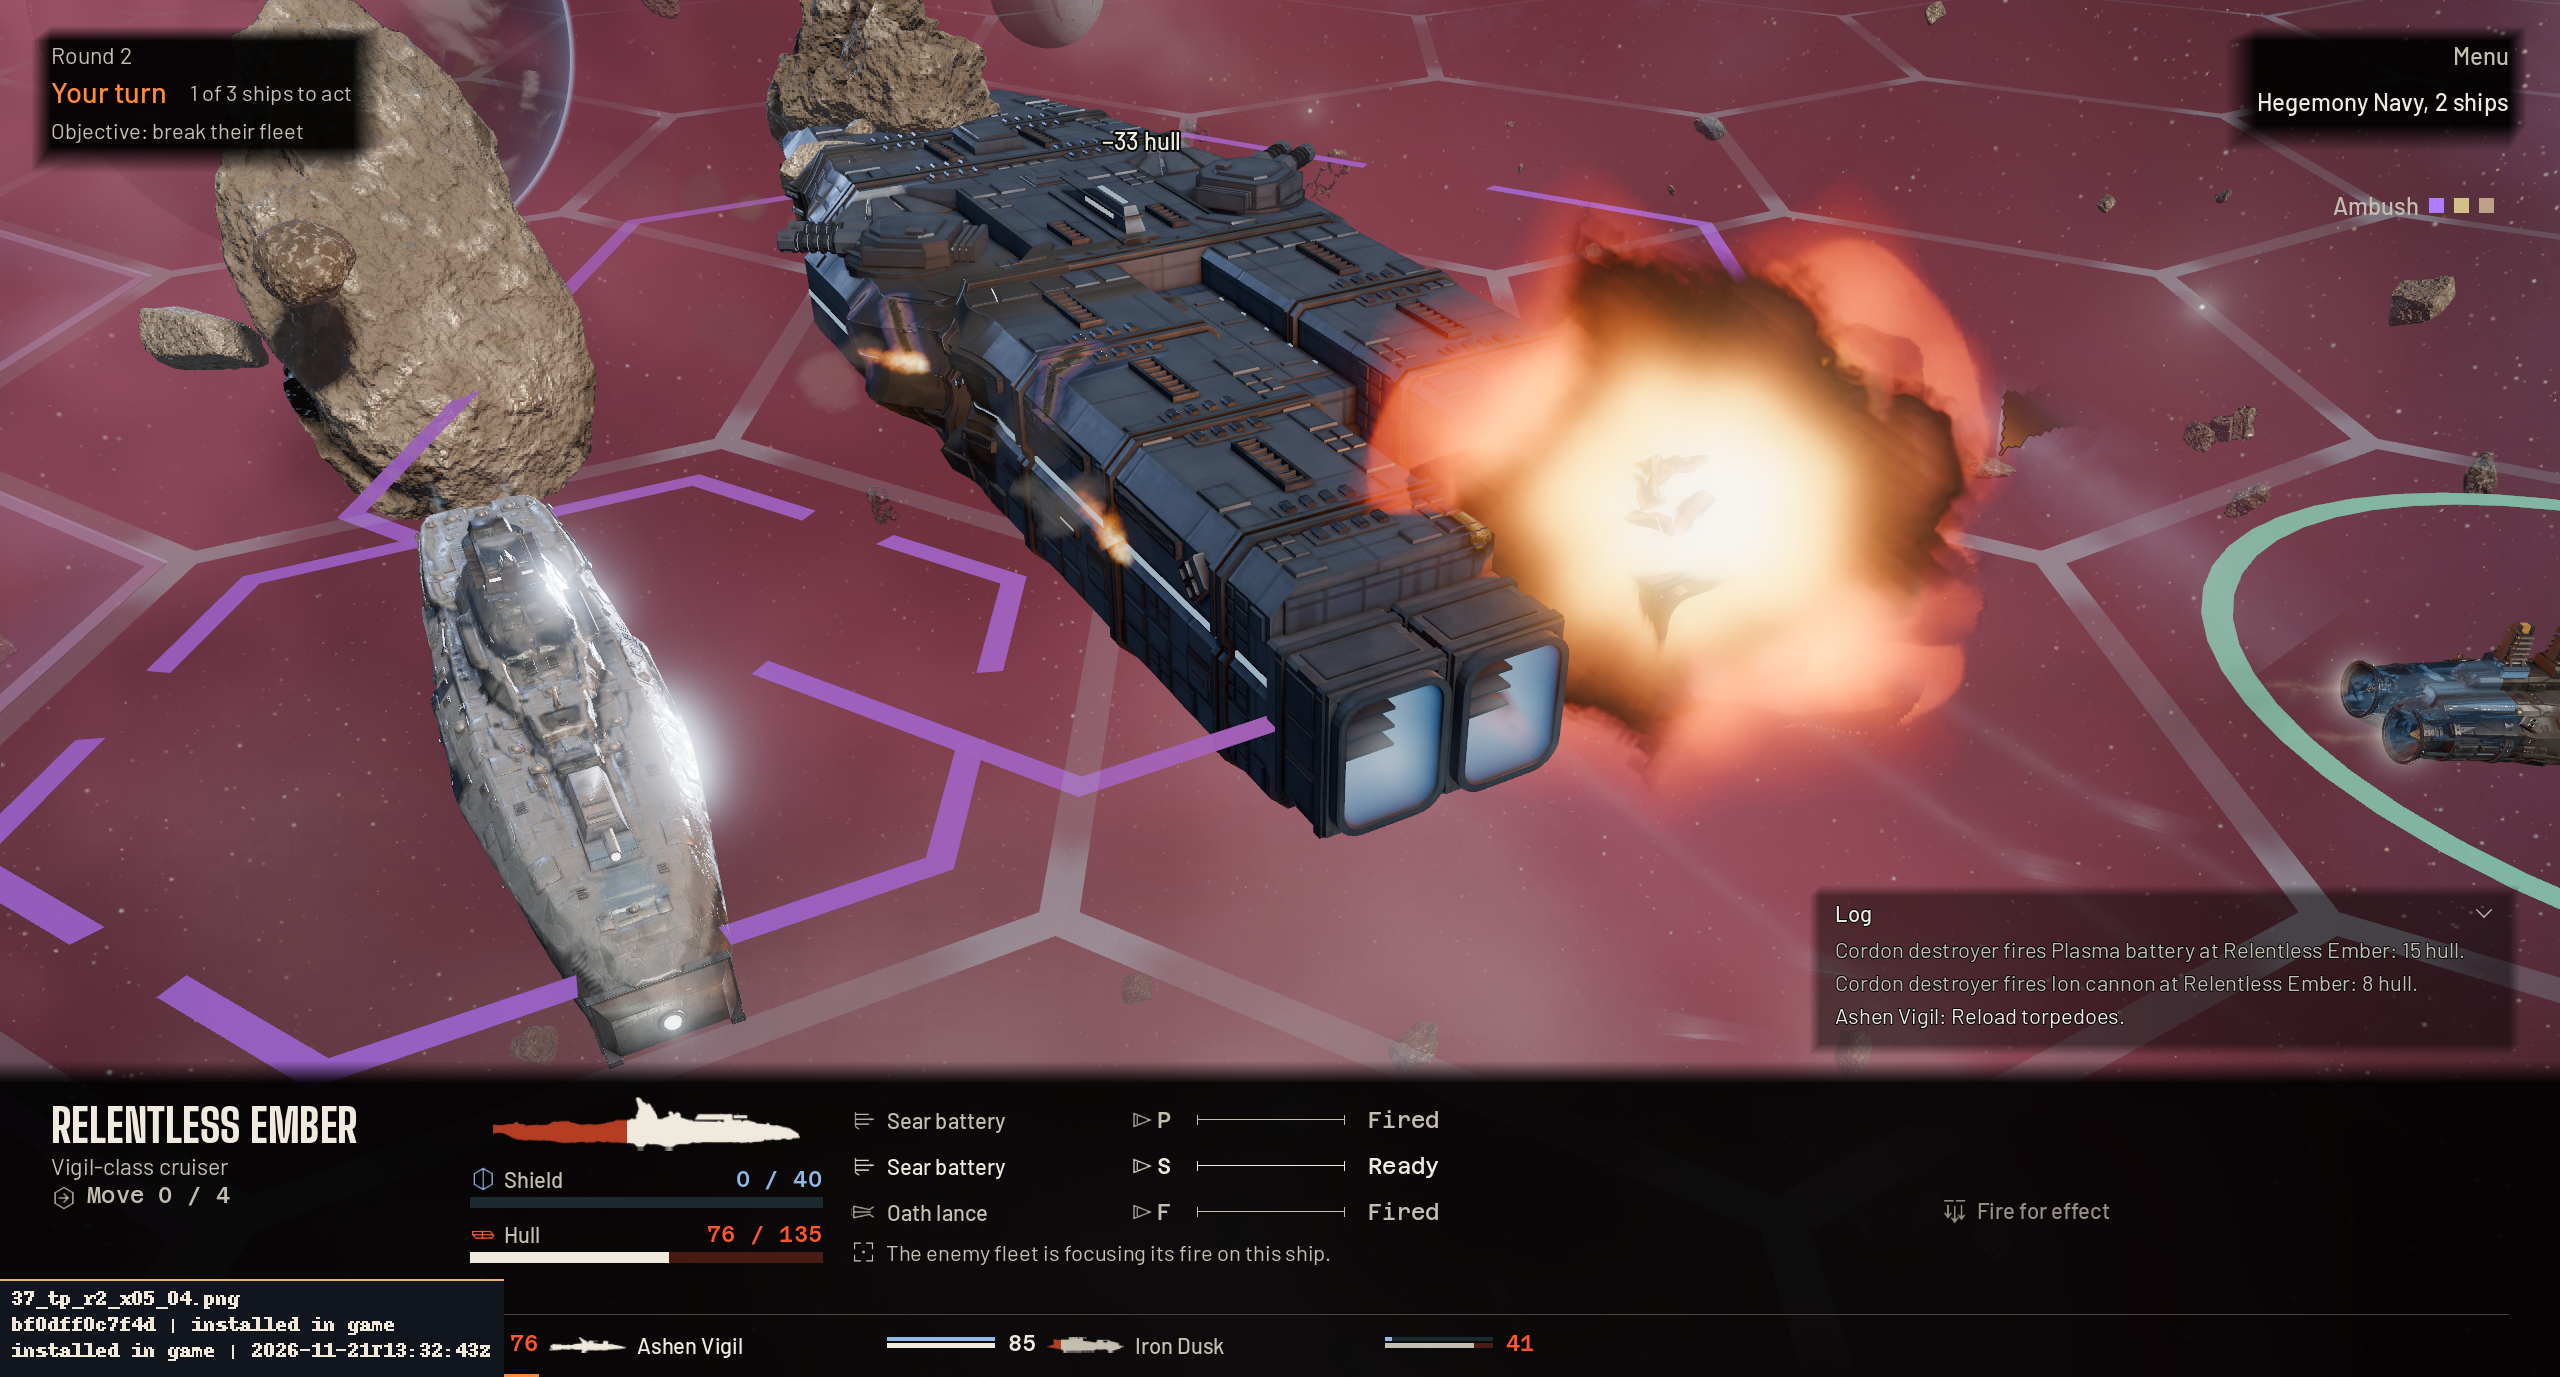 Round 2
Your turn 1 of 3 ships to act
Objective: break their fleet
Menu
Hegemony Navy, 2 ships
Ambush
–33 hull
Log
Cordon destroyer fires Plasma battery at Relentless Ember: 15 hull.
Cordon destroyer fires Ion cannon at Relentless Ember: 8 hull.
Ashen Vigil: Reload torpedoes.
RELENTLESS EMBER
Vigil-class cruiser
Move 0 / 4
Shield 0 / 40
Hull 76 / 135
Sear battery P Fired
Sear battery S Ready
Oath lance F Fired
The enemy fleet is focusing its fire on this ship.
Fire for effect
37_tp_r2_x05_04.png
bf0dff0c7f4d | installed in game
installed in game | 2026-11-21T13:32:43Z
76 Ashen Vigil 85 Iron Dusk 41